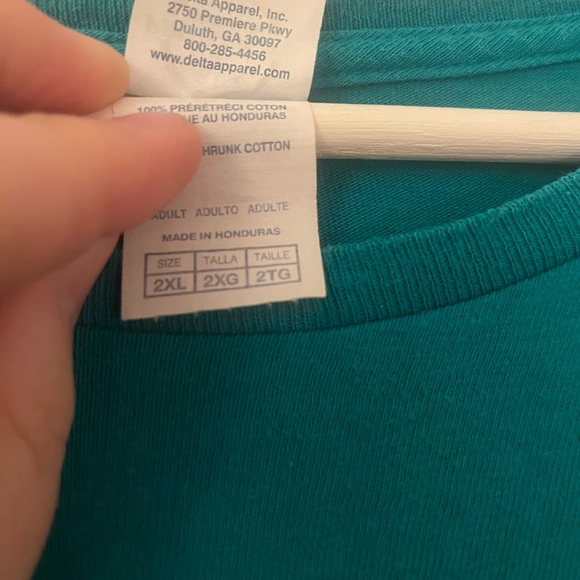 Apparel, Inc.
2750 Premiere Pkwy
Duluth, GA 30097
800-285-4456
www.deltaapparel.com
100% PRÉRÉTRÉCI COTON
AU HONDURAS
COTTON
ADULT ADULTO ADULTE
MADE IN HONDURAS
SIZE TALLA TAILLE
2XL 2XG 2TG